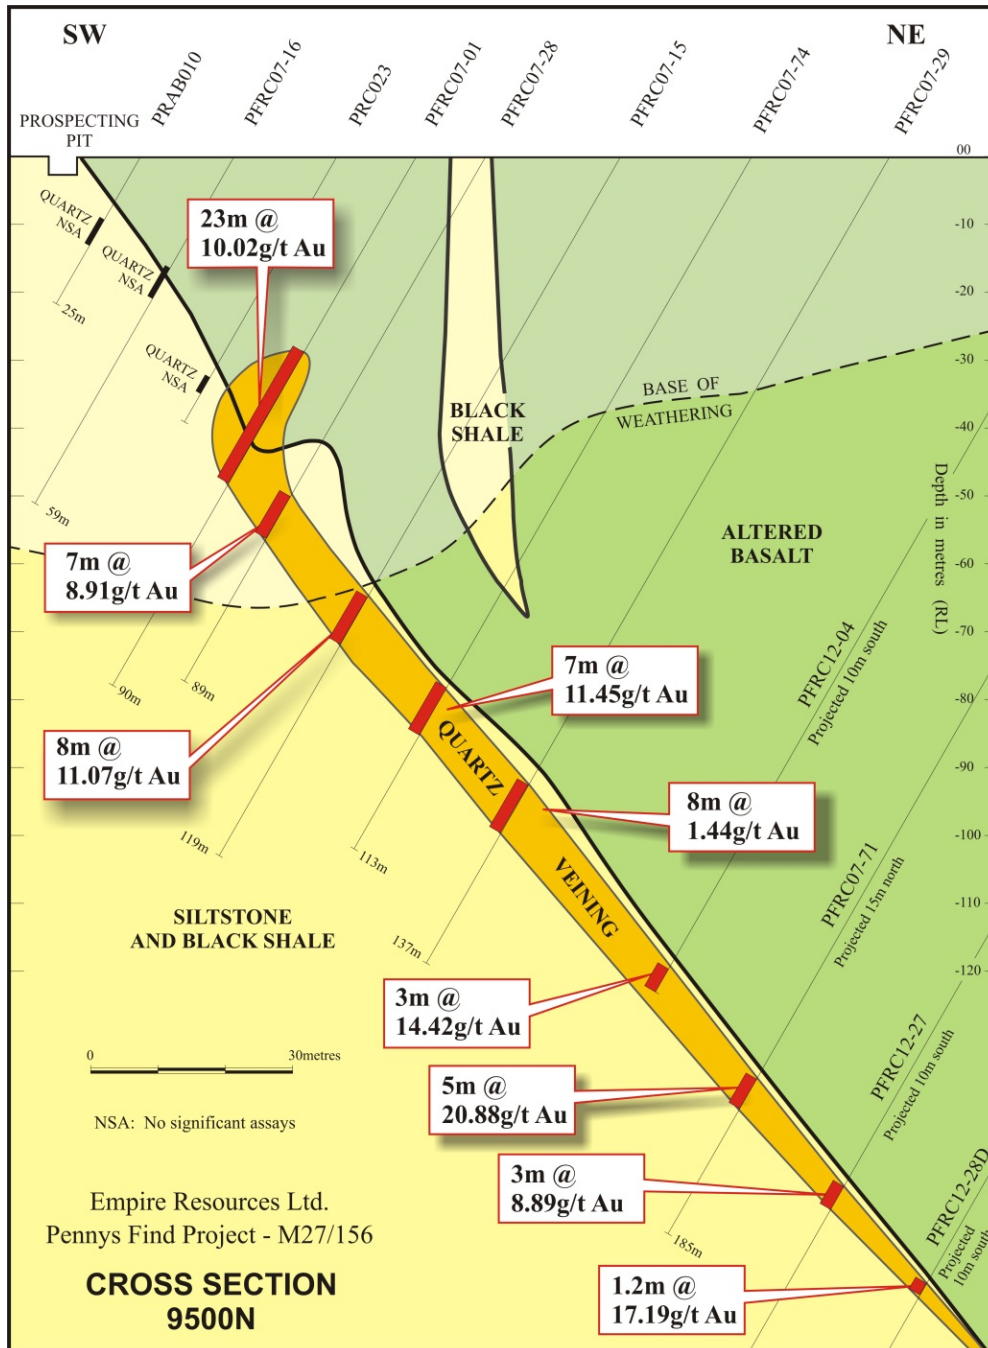 SW
NE
PRAB010
PFRC07-16
PRC023
PFRC07-01
PFRC07-28
PFRC07-15
PFRC07-74
PFRC07-29
PROSPECTING
PIT
00
-10
-20
-30
-40
-50
-60
-70
-80
-90
-100
-110
-120
Depth in metres (RL)
QUARTZ
NSA
QUARTZ
NSA
QUARTZ
NSA
23m @
10.02g/t Au
25m
BASE OF
WEATHERING
BLACK
SHALE
59m
ALTERED
BASALT
7m @
8.91g/t Au
PFRC12-04
Projected 10m south
7m @
11.45g/t Au
90m
89m
8m @
11.07g/t Au
QUARTZ
VEINING
8m @
1.44g/t Au
119m
113m
137m
PFRC07-71
Projected 15m north
SILTSTONE
AND BLACK SHALE
3m @
14.42g/t Au
0
30metres
5m @
20.88g/t Au
PFRC12-27
Projected 10m south
NSA: No significant assays
3m @
8.89g/t Au
PFRC12-28D
Projected
10m south
185m
Empire Resources Ltd.
Pennys Find Project - M27/156
CROSS SECTION
9500N
1.2m @
17.19g/t Au